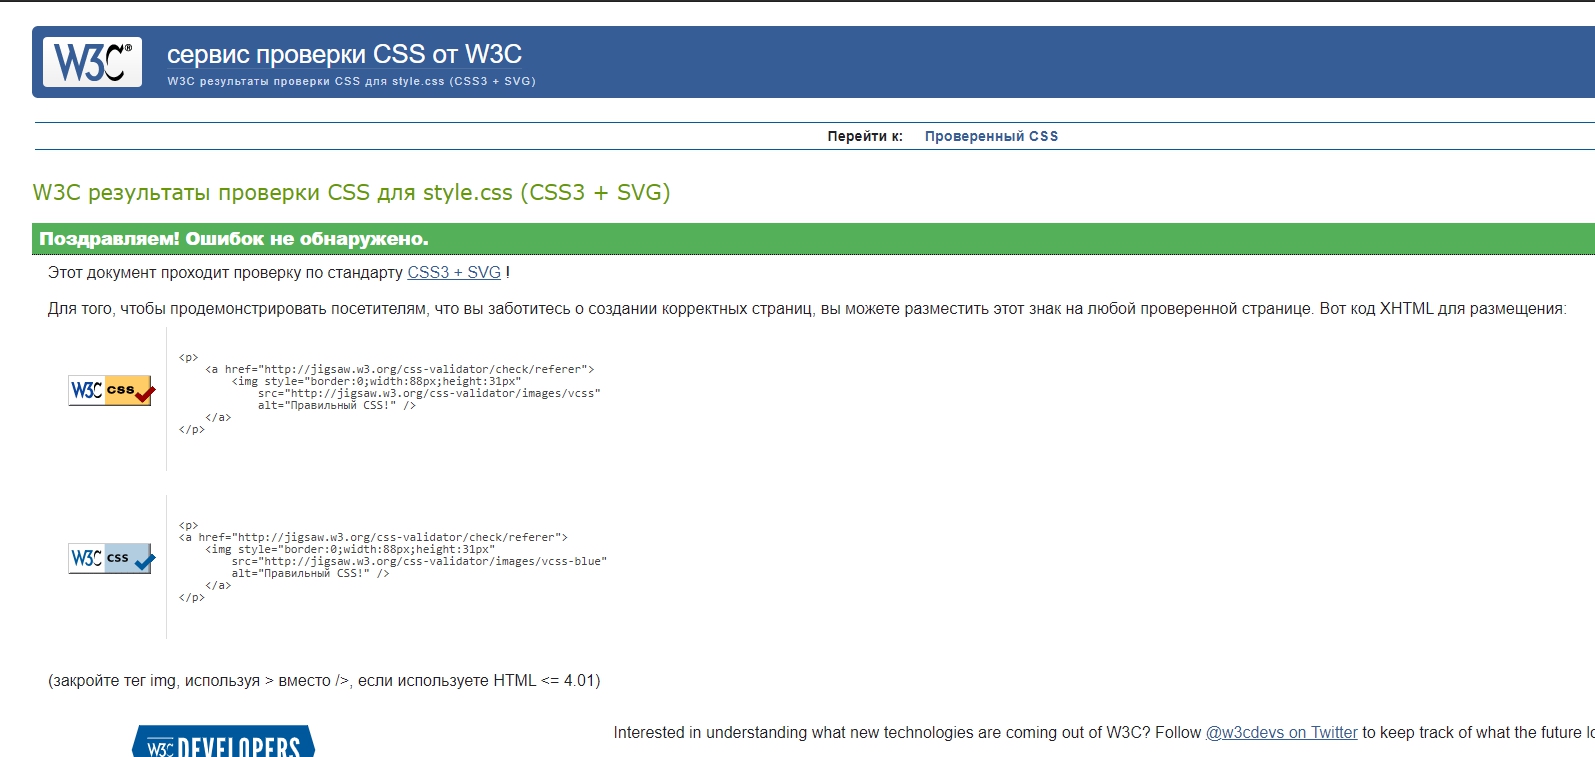 W3C®
сервис проверки CSS от W3C
W3C результаты проверки CSS для style.css (CSS3 + SVG)
Перейти к: Проверенный CSS
W3C результаты проверки CSS для style.css (CSS3 + SVG)
Поздравляем! Ошибок не обнаружено.
Этот документ проходит проверку по стандарту CSS3 + SVG !
Для того, чтобы продемонстрировать посетителям, что вы заботитесь о создании корректных страниц, вы можете разместить этот знак на любой проверенной странице. Вот код XHTML для размещения:
W3C css
<p>
<a href="http://jigsaw.w3.org/css-validator/check/referer">
<img style="border:0;width:88px;height:31px"
src="http://jigsaw.w3.org/css-validator/images/vcss"
alt="Правильный CSS!" />
</a>
</p>
W3C css
<p>
<a href="http://jigsaw.w3.org/css-validator/check/referer">
<img style="border:0;width:88px;height:31px"
src="http://jigsaw.w3.org/css-validator/images/vcss-blue"
alt="Правильный CSS!" />
</a>
</p>
(закройте тег img, используя > вместо />, если используете HTML <= 4.01)
W3C DEVELOPERS
Interested in understanding what new technologies are coming out of W3C? Follow @w3cdevs on Twitter to keep track of what the future